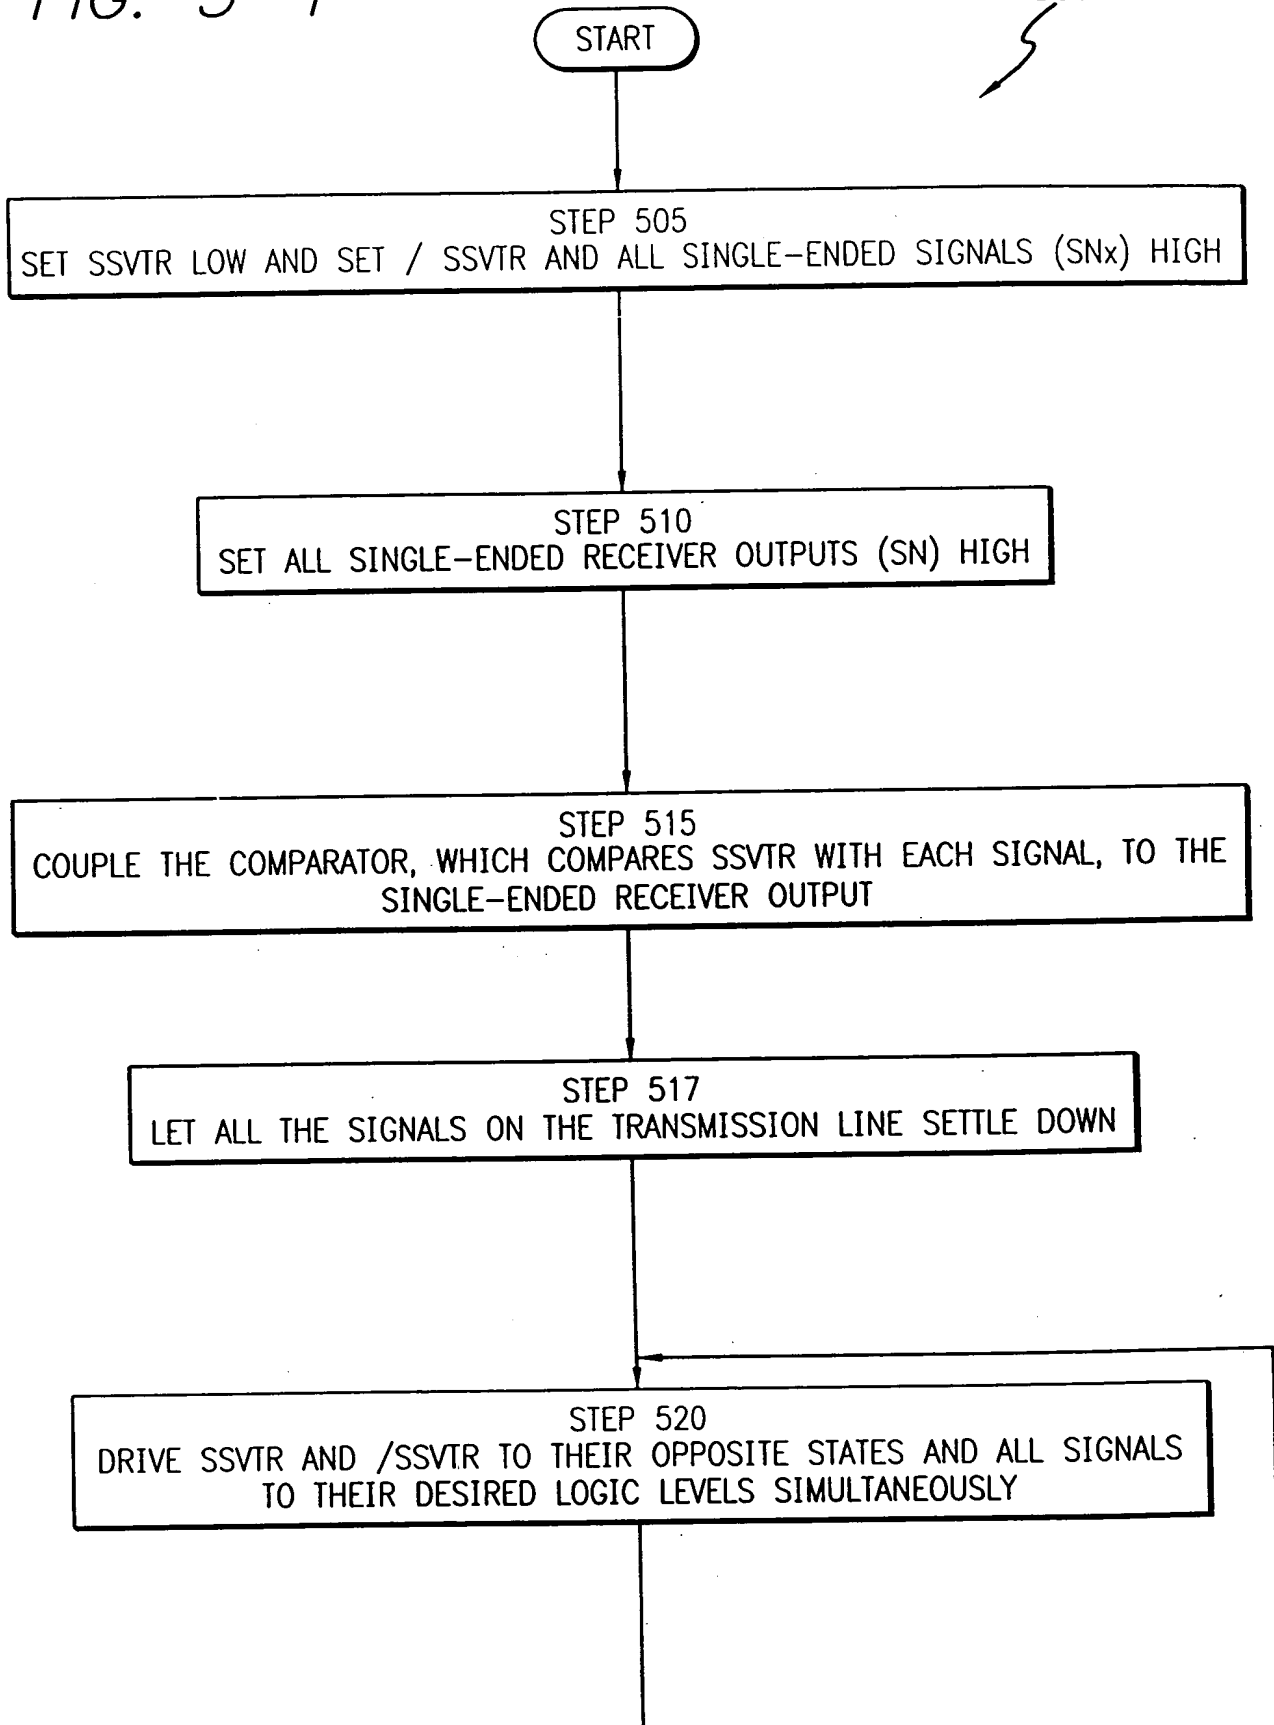 FIG. 5-1
START
STEP 505
SET SSVTR LOW AND SET / SSVTR AND ALL SINGLE-ENDED SIGNALS (SNx) HIGH
STEP 510
SET ALL SINGLE-ENDED RECEIVER OUTPUTS (SN) HIGH
STEP 515
COUPLE THE COMPARATOR, WHICH COMPARES SSVTR WITH EACH SIGNAL, TO THE
SINGLE-ENDED RECEIVER OUTPUT
STEP 517
LET ALL THE SIGNALS ON THE TRANSMISSION LINE SETTLE DOWN
STEP 520
DRIVE SSVTR AND /SSVTR TO THEIR OPPOSITE STATES AND ALL SIGNALS
TO THEIR DESIRED LOGIC LEVELS SIMULTANEOUSLY